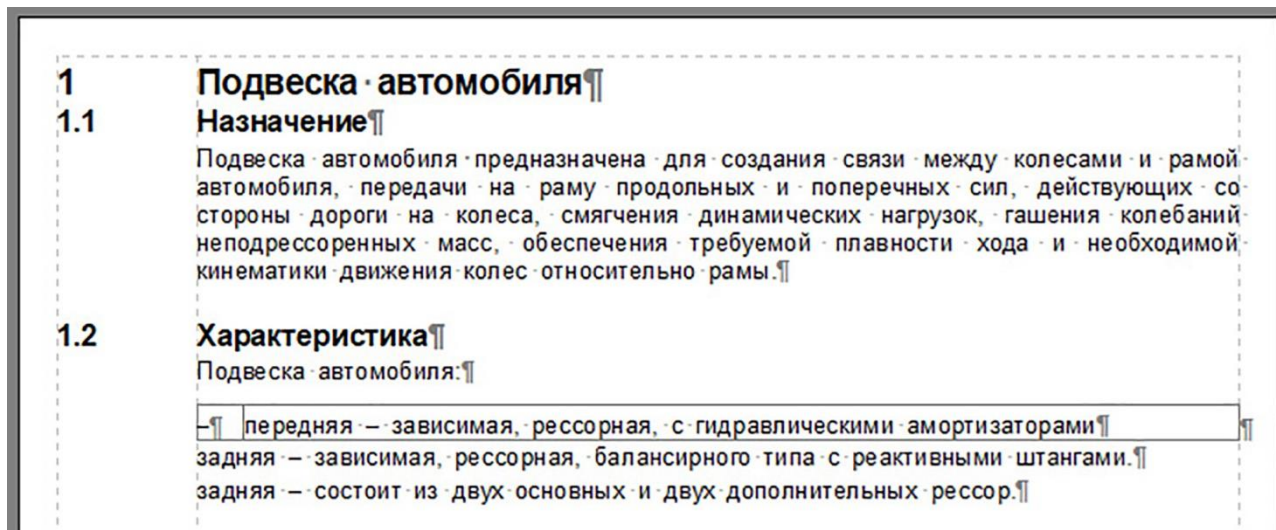 1 Подвеска автомобиля
1.1 Назначение
Подвеска автомобиля предназначена для создания связи между колесами и рамой
автомобиля, передачи на раму продольных и поперечных сил, действующих со
стороны дороги на колеса, смягчения динамических нагрузок, гашения колебаний
неподрессоренных масс, обеспечения требуемой плавности хода и необходимой
кинематики движения колес относительно рамы.
1.2 Характеристика
Подвеска автомобиля:
– передняя – зависимая, рессорная, с гидравлическими амортизаторами
задняя – зависимая, рессорная, балансирного типа с реактивными штангами.
задняя – состоит из двух основных и двух дополнительных рессор.